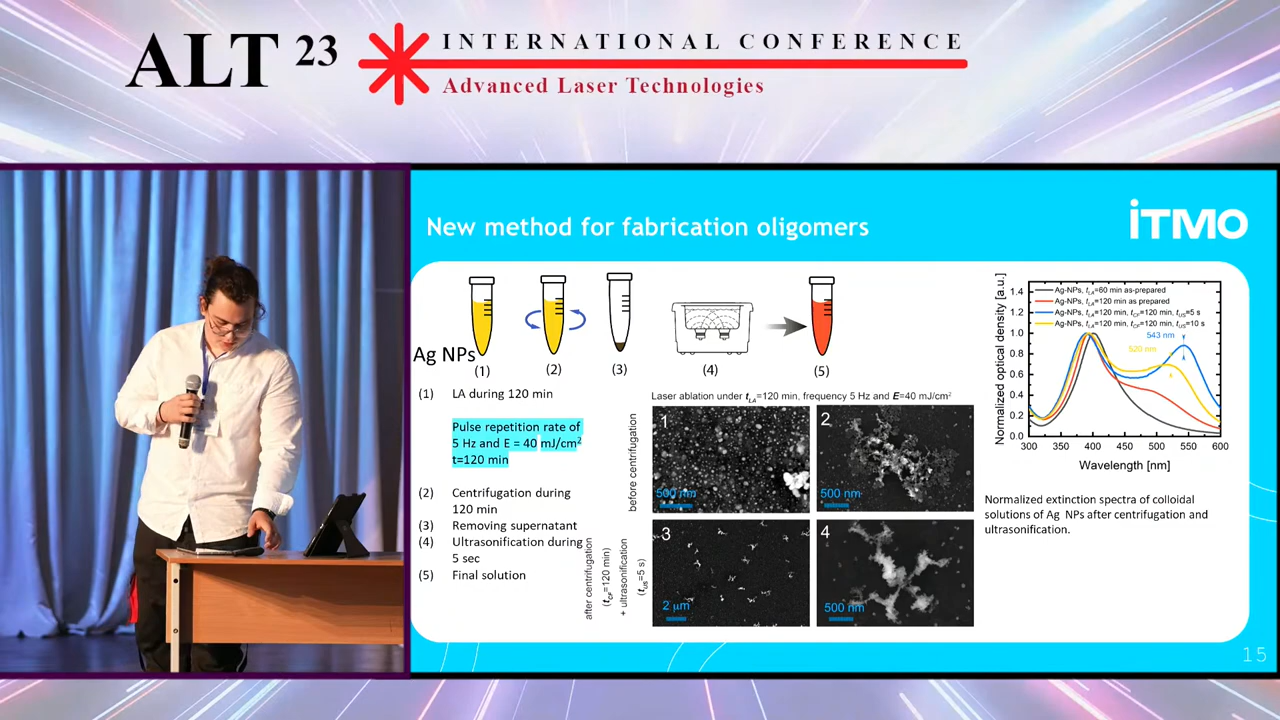 ALT 23
INTERNATIONAL CONFERENCE
Advanced Laser Technologies
New method for fabrication oligomers
iTMO
Ag NPs
(1)
(2)
(3)
(4)
(5)
(1) LA during 120 min
Pulse repetition rate of
5 Hz and E = 40 mJ/cm²
t=120 min
(2) Centrifugation during
120 min
(3) Removing supernatant
(4) Ultrasonification during
5 sec
(5) Final solution
Laser ablation under tLA=120 min, frequency 5 Hz and E=40 mJ/cm²
before centrifugation
1
500 nm
2
500 nm
after centrifugation
(tCF=120 min)
+ ultrasonification
(tUS=5 s)
3
2 µm
4
500 nm
Normalized optical density [a.u.]
1.4
1.2
1.0
0.8
0.6
0.4
0.2
0.0
Ag-NPs, tLA=60 min as-prepared
Ag-NPs, tLA=120 min as prepared
Ag-NPs, tLA=120 min, tCF=120 min, tUS=5 s
Ag-NPs, tLA=120 min, tCF=120 min, tUS=10 s
543 nm
520 nm
300 350 400 450 500 550 600
Wavelength [nm]
Normalized extinction spectra of colloidal
solutions of Ag NPs after centrifugation and
ultrasonification.
15